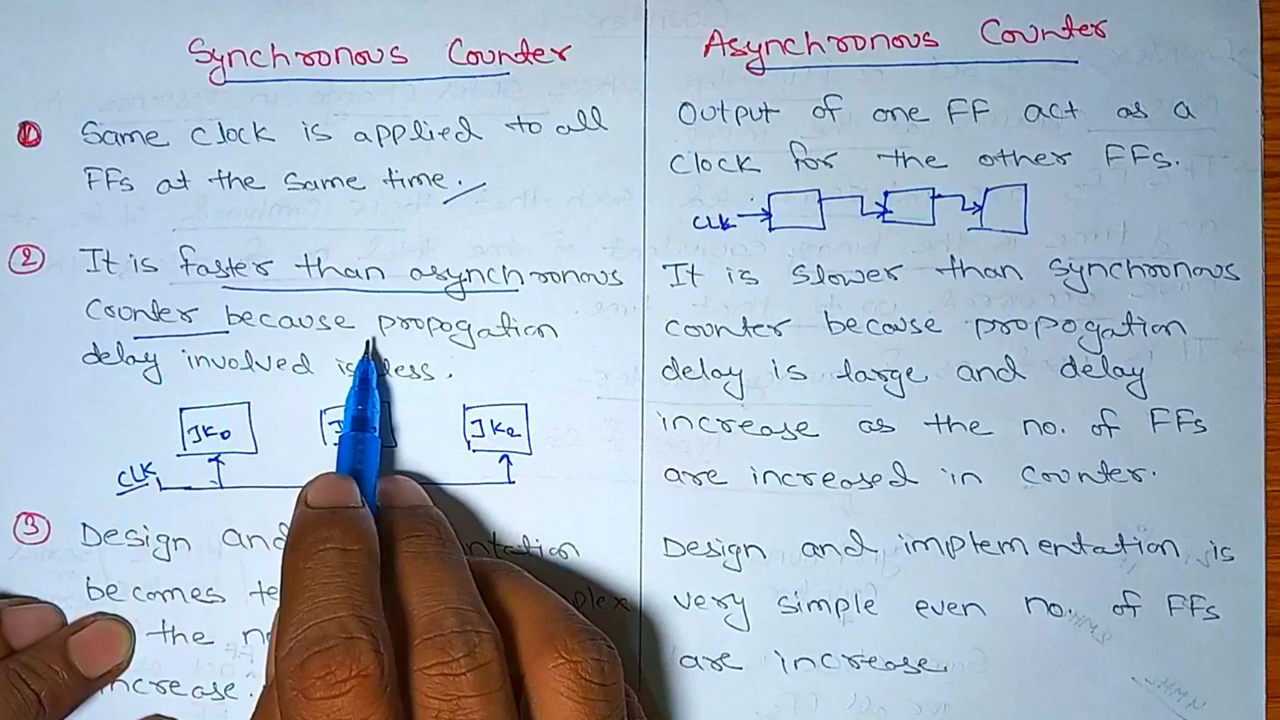 Synchronous Counter
① Same clock is applied to all
FFs at the same time.
② It is faster than asynchronous
Counter because propogation
delay involved is less.
JK0
JK2
CLK
③ Design and
becomes
the
increase.
Asynchronous Counter
Output of one FF act as a
Clock for the other FFs.
CLK
It is slower than synchronous
counter because propogation
delay is large and delay
increase as the no. of FFs
are increased in counter.
Design and implementation is
very simple even no. of FFs
are increase.